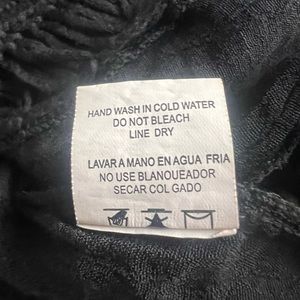 HAND WASH IN COLD WATER
DO NOT BLEACH
LINE DRY
LAVAR A MANO EN AGUA FRIA
NO USE BLANQUEADOR
SECAR COL GADO